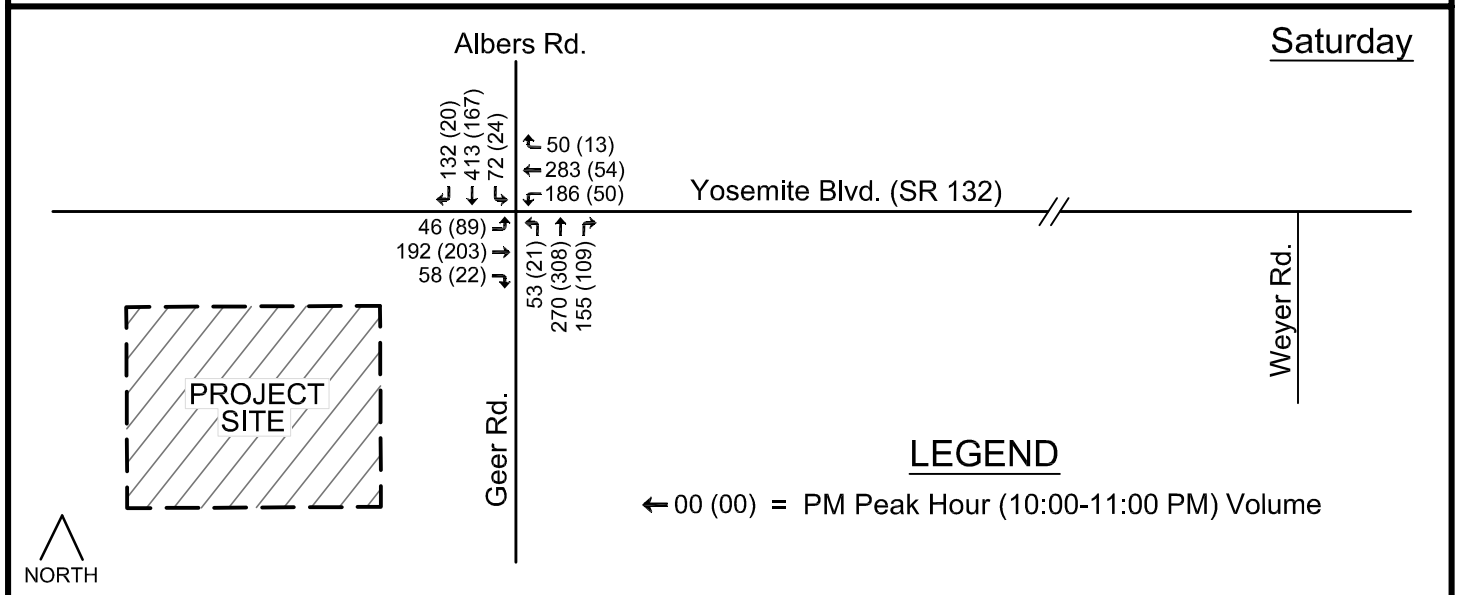 Saturday
Albers Rd.
132 (20)
413 (167)
72 (24)
50 (13)
283 (54)
186 (50)
Yosemite Blvd. (SR 132)
46 (89)
192 (203)
58 (22)
53 (21)
270 (308)
155 (109)
Weyer Rd.
PROJECT
SITE
Geer Rd.
LEGEND
←00 (00) = PM Peak Hour (10:00-11:00 PM) Volume
NORTH